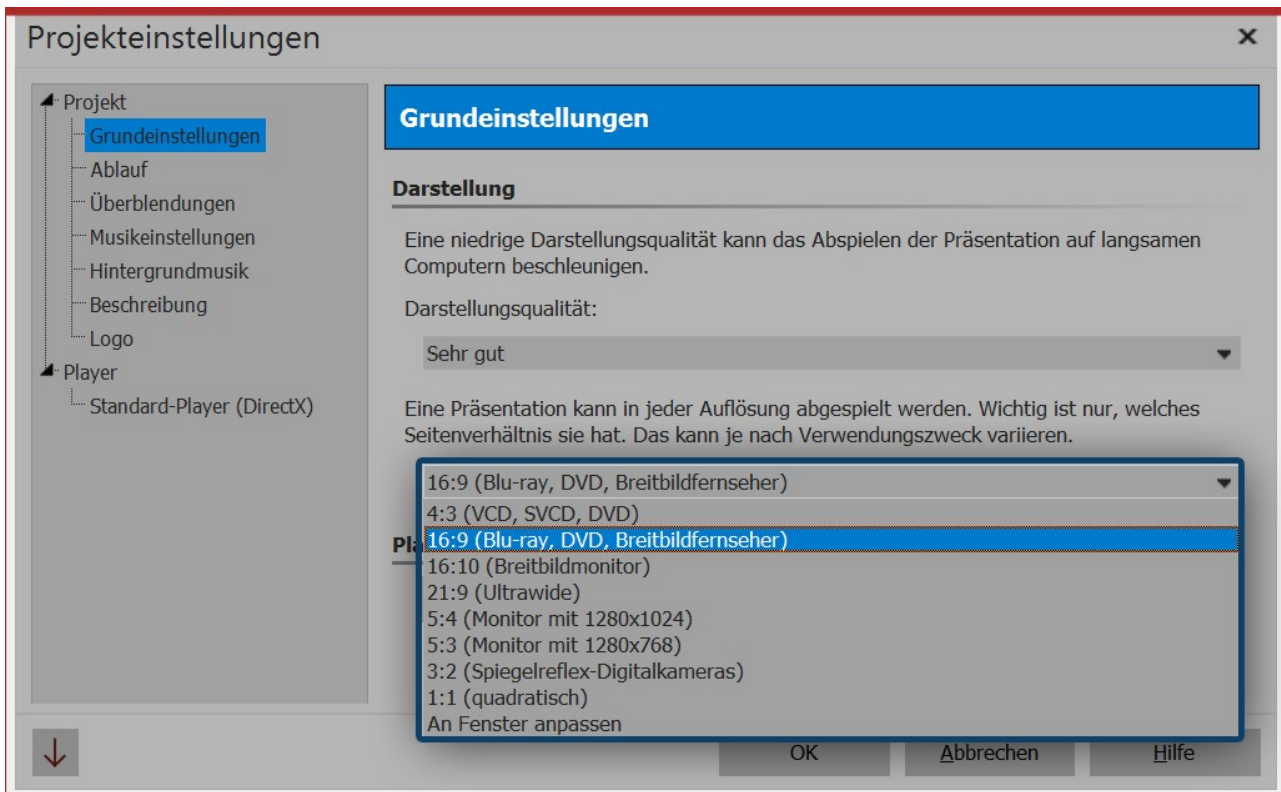 Projekteinstellungen
Projekt
Grundeinstellungen
Ablauf
Überblendungen
Musikeinstellungen
Hintergrundmusik
Beschreibung
Logo
Player
Standard-Player (DirectX)
Grundeinstellungen
Darstellung
Eine niedrige Darstellungsqualität kann das Abspielen der Präsentation auf langsamen
Computern beschleunigen.
Darstellungsqualität:
Sehr gut
Eine Präsentation kann in jeder Auflösung abgespielt werden. Wichtig ist nur, welches
Seitenverhältnis sie hat. Das kann je nach Verwendungszweck variieren.
16:9 (Blu-ray, DVD, Breitbildfernseher)
4:3 (VCD, SVCD, DVD)
16:9 (Blu-ray, DVD, Breitbildfernseher)
16:10 (Breitbildmonitor)
21:9 (Ultrawide)
5:4 (Monitor mit 1280x1024)
5:3 (Monitor mit 1280x768)
3:2 (Spiegelreflex-Digitalkameras)
1:1 (quadratisch)
An Fenster anpassen
OK
Abbrechen
Hilfe